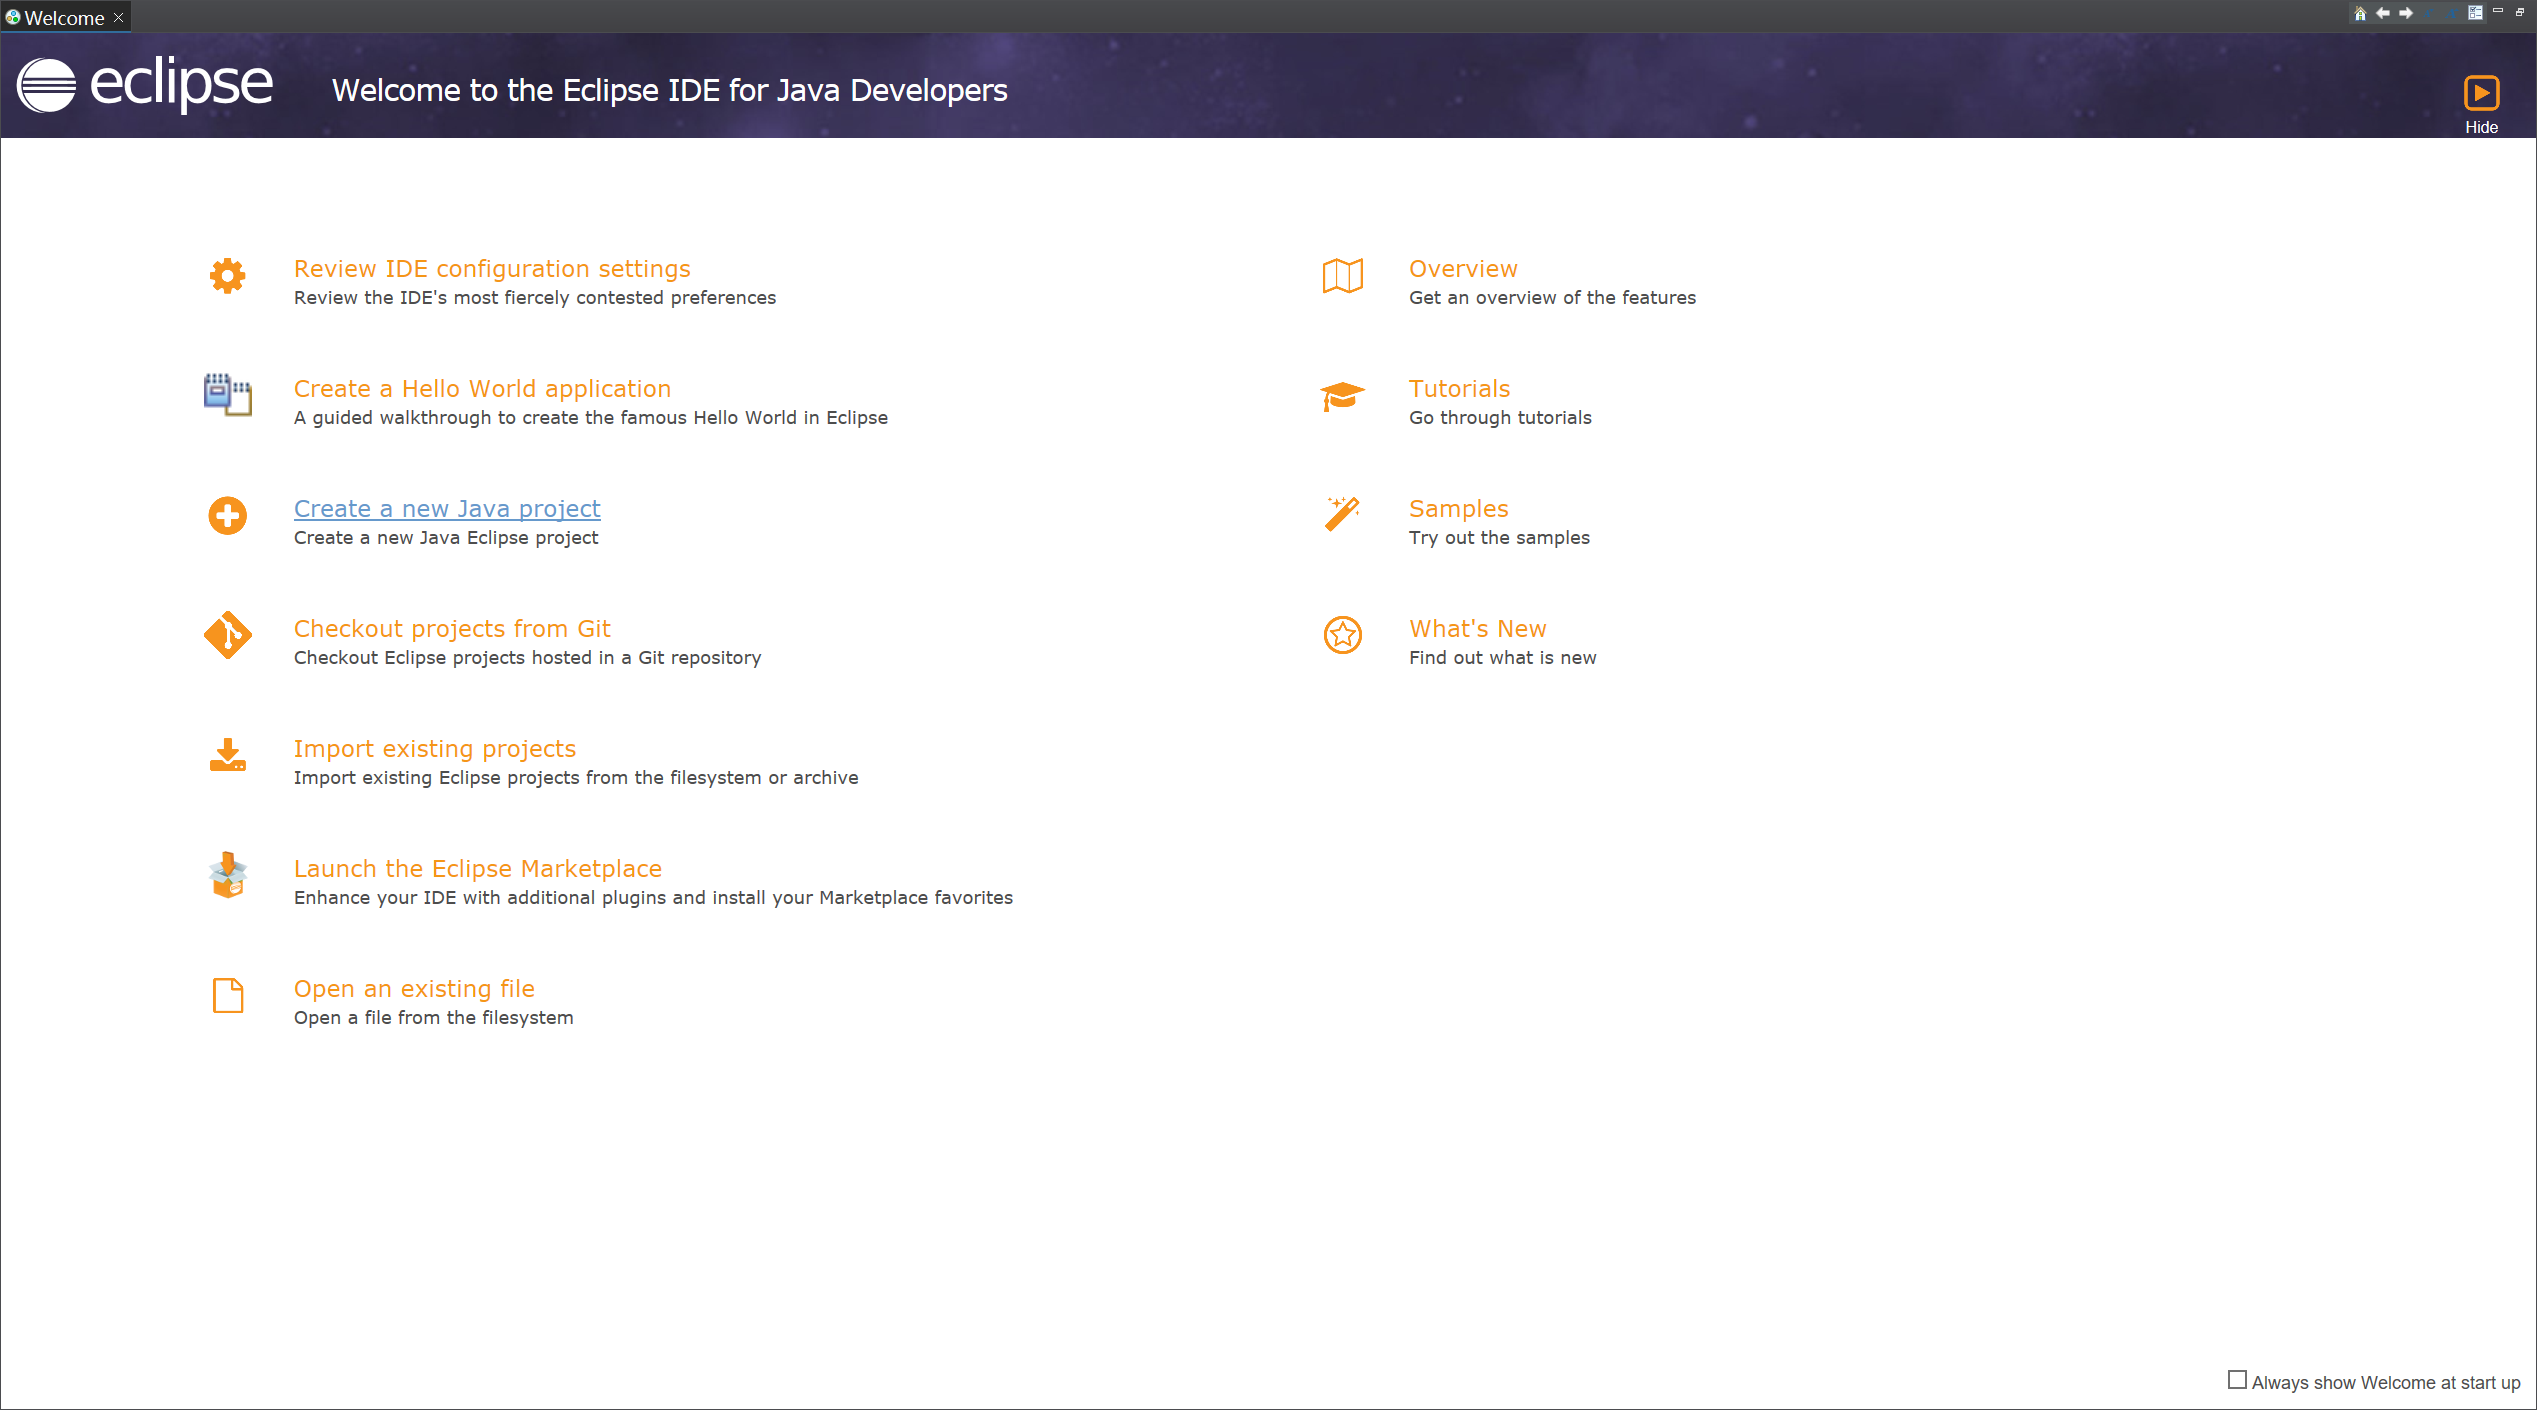 Welcome
eclipse
Welcome to the Eclipse IDE for Java Developers
Hide
Review IDE configuration settings
Review the IDE's most fiercely contested preferences
Create a Hello World application
A guided walkthrough to create the famous Hello World in Eclipse
Create a new Java project
Create a new Java Eclipse project
Checkout projects from Git
Checkout Eclipse projects hosted in a Git repository
Import existing projects
Import existing Eclipse projects from the filesystem or archive
Launch the Eclipse Marketplace
Enhance your IDE with additional plugins and install your Marketplace favorites
Open an existing file
Open a file from the filesystem
Overview
Get an overview of the features
Tutorials
Go through tutorials
Samples
Try out the samples
What's New
Find out what is new
Always show Welcome at start up